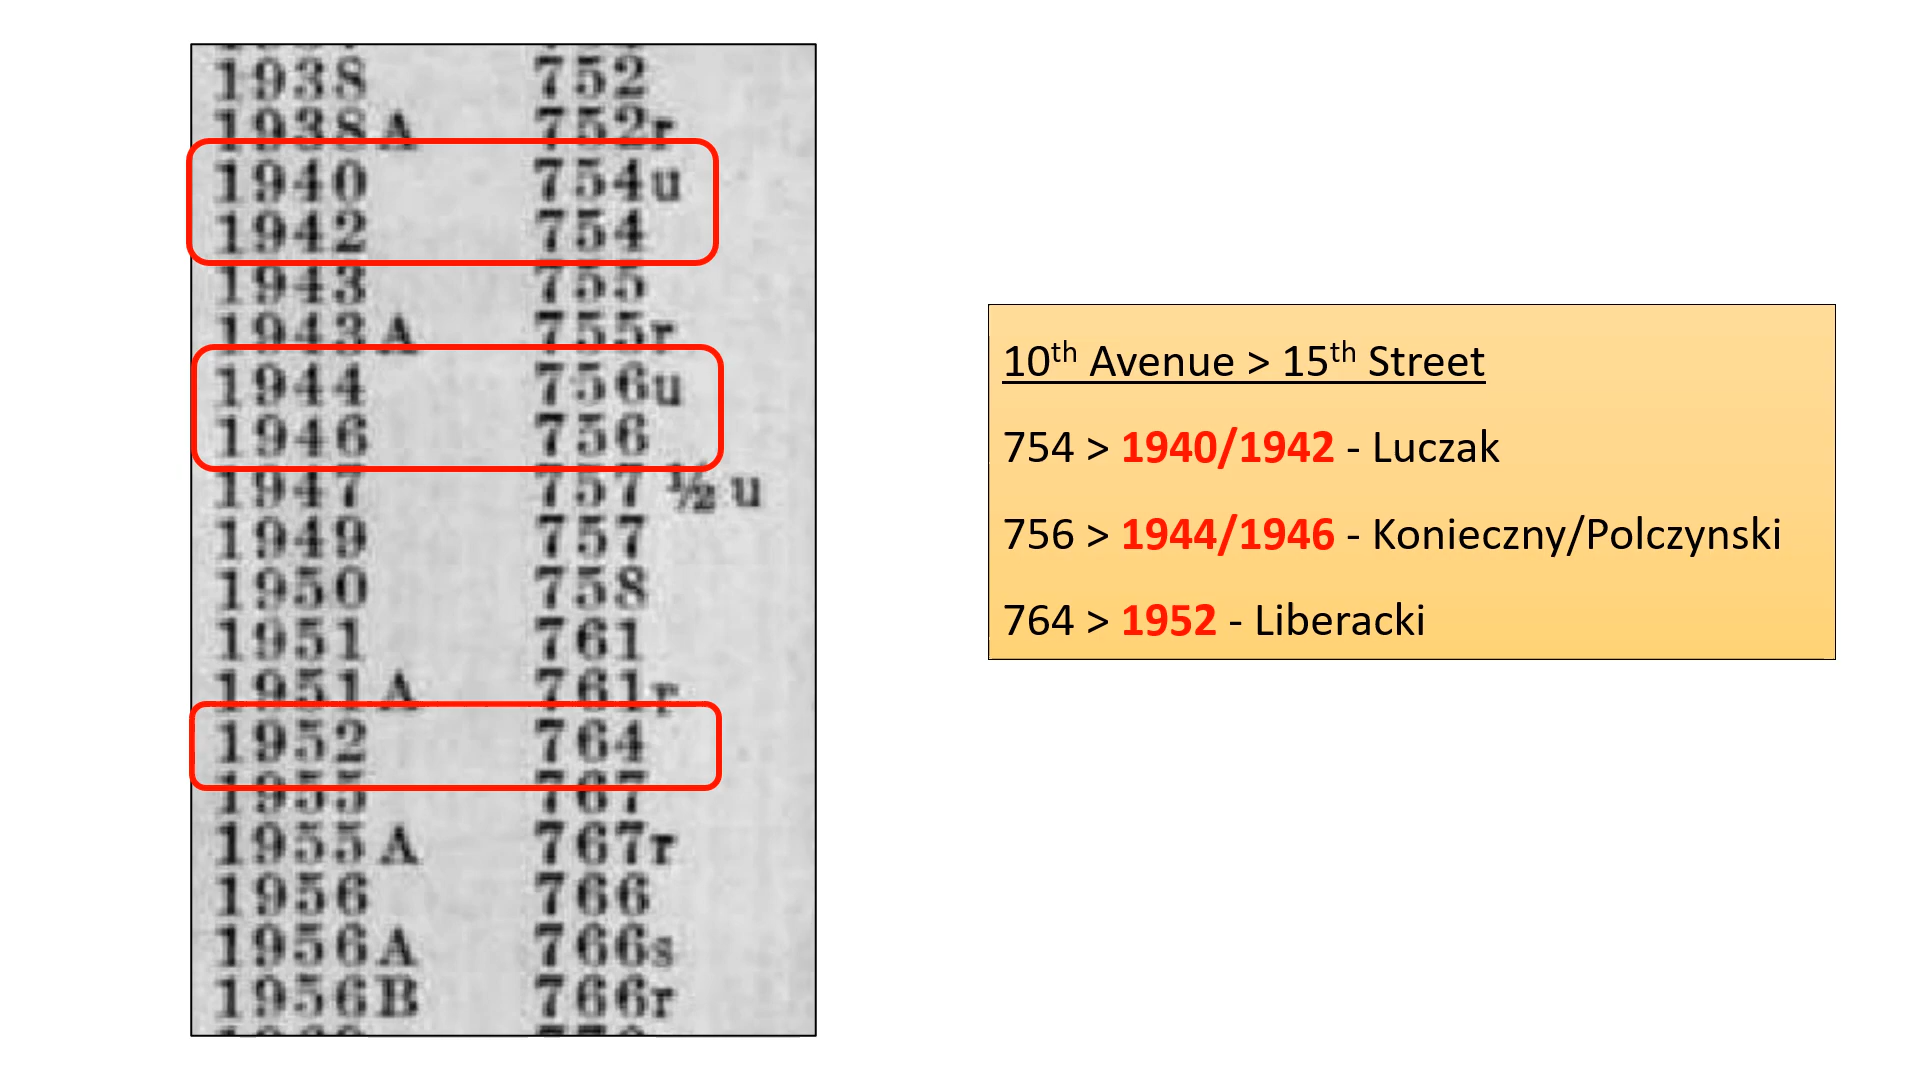 1938 752
1938A 752r
1940 754u
1942 754
1943 755
1943A 755r
1944 756u
1946 756
1947 757 ½ u
1949 757
1950 758
1951 761
1951A 761r
1952 764
1955 767
1955A 767r
1956 766
1956A 766s
1956B 766r
10th Avenue > 15th Street
754 > 1940/1942 - Luczak
756 > 1944/1946 - Konieczny/Polczynski
764 > 1952 - Liberacki